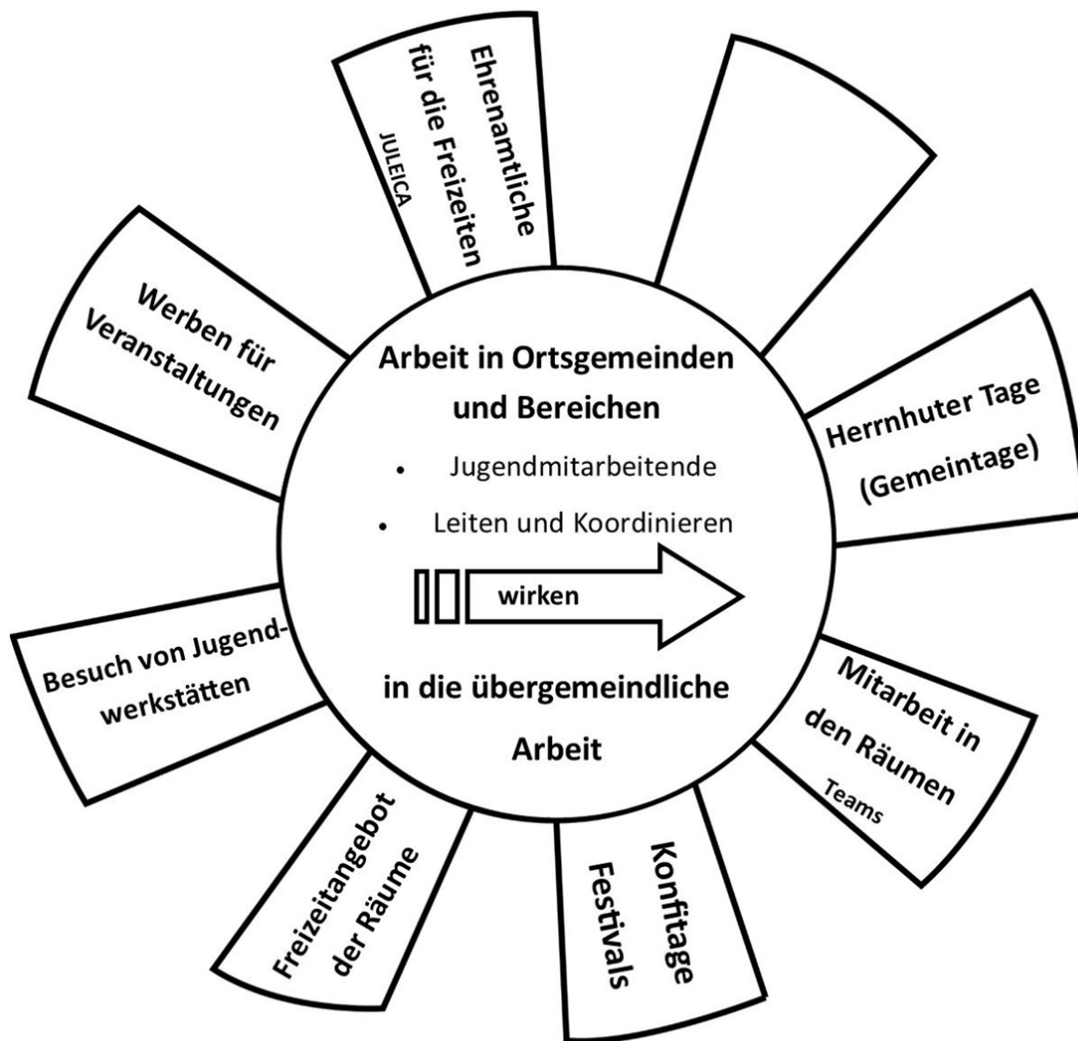 Arbeit in Ortsgemeinden
und Bereichen
• Jugendmitarbeitende
• Leiten und Koordinieren
wirken
in die übergemeindliche
Arbeit
Ehrenamtliche
für die Freizeiten
JULEICA
Herrnhuter Tage
(Gemeintage)
Mitarbeit in
den Räumen
Teams
Konfitage
Festivals
Freizeitangebot
der Räume
Besuch von Jugend-
werkstätten
Werben für
Veranstaltungen